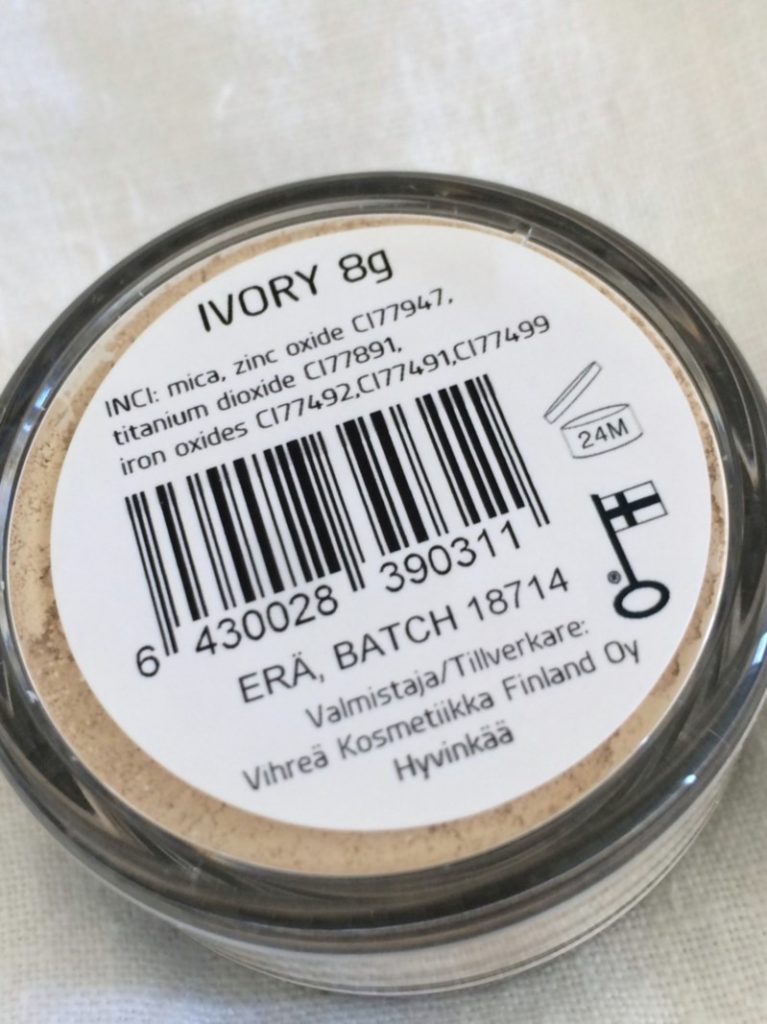 IVORY 8g
INCI: mica, zinc oxide CI77947,
titanium dioxide CI77891,
iron oxides CI77492,CI77491,CI77499
24M
6 430028 390311
®
ERÄ, BATCH 18714
Valmistaja/Tillverkare:
Vihreä Kosmetiikka Finland Oy
Hyvinkää